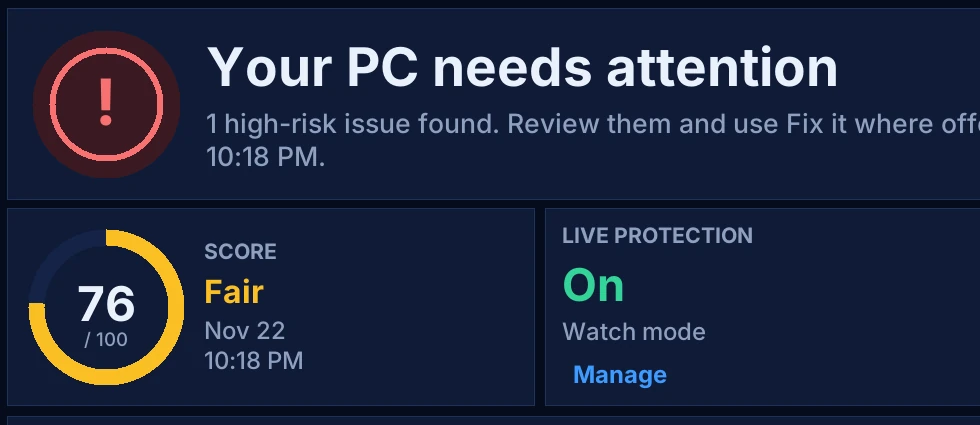 !
Your PC needs attention
1 high-risk issue found. Review them and use Fix it where
10:18 PM.
76
/ 100
SCORE
Fair
Nov 22
10:18 PM
LIVE PROTECTION
On
Watch mode
Manage